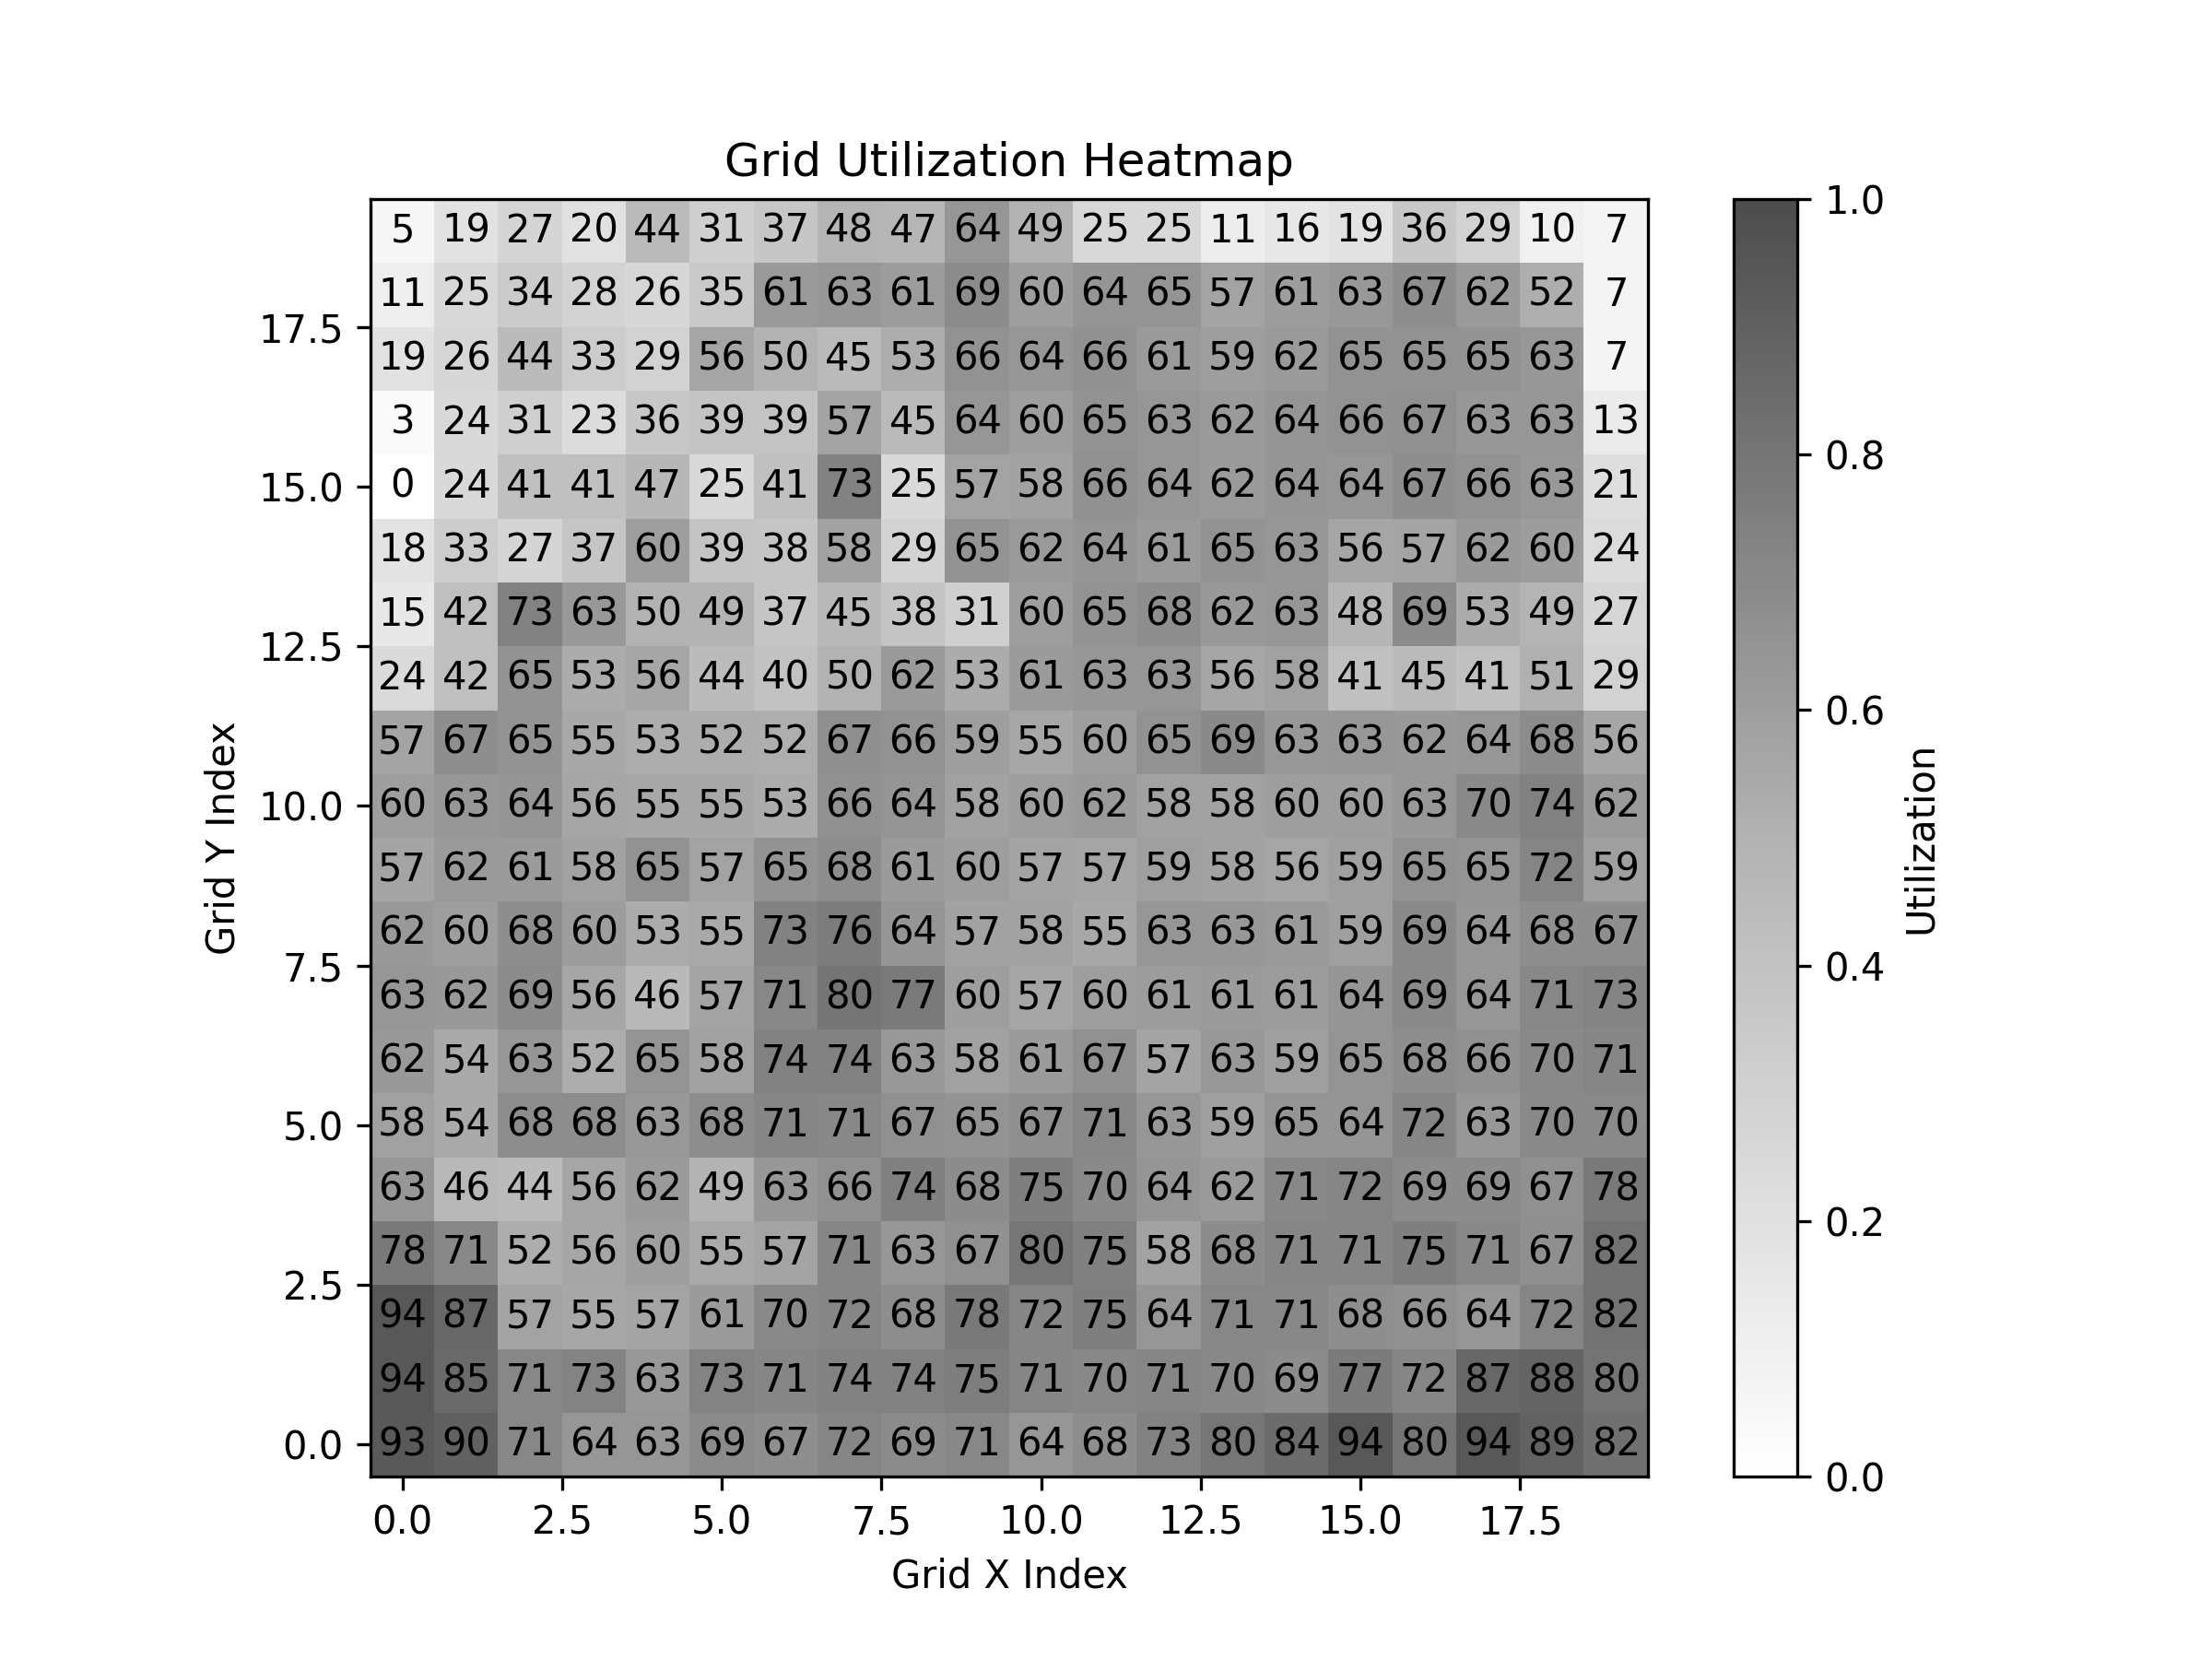 Grid Utilization Heatmap
5 19 27 20 44 31 37 48 47 64 49 25 25 11 16 19 36 29 10 7
11 25 34 28 26 35 61 63 61 69 60 64 65 57 61 63 67 62 52 7
19 26 44 33 29 56 50 45 53 66 64 66 61 59 62 65 65 65 63 7
3 24 31 23 36 39 39 57 45 64 60 65 63 62 64 66 67 63 63 13
0 24 41 41 47 25 41 73 25 57 58 66 64 62 64 64 67 66 63 21
18 33 27 37 60 39 38 58 29 65 62 64 61 65 63 56 57 62 60 24
15 42 73 63 50 49 37 45 38 31 60 65 68 62 63 48 69 53 49 27
24 42 65 53 56 44 40 50 62 53 61 63 63 56 58 41 45 41 51 29
57 67 65 55 53 52 52 67 66 59 55 60 65 69 63 63 62 64 68 56
60 63 64 56 55 55 53 66 64 58 60 62 58 58 60 60 63 70 74 62
57 62 61 58 65 57 65 68 61 60 57 57 59 58 56 59 65 65 72 59
62 60 68 60 53 55 73 76 64 57 58 55 63 63 61 59 69 64 68 67
63 62 69 56 46 57 71 80 77 60 57 60 61 61 61 64 69 64 71 73
62 54 63 52 65 58 74 74 63 58 61 67 57 63 59 65 68 66 70 71
58 54 68 68 63 68 71 71 67 65 67 71 63 59 65 64 72 63 70 70
63 46 44 56 62 49 63 66 74 68 75 70 64 62 71 72 69 69 67 78
78 71 52 56 60 55 57 71 63 67 80 75 58 68 71 71 75 71 67 82
94 87 57 55 57 61 70 72 68 78 72 75 64 71 71 68 66 64 72 82
94 85 71 73 63 73 71 74 74 75 71 70 71 70 69 77 72 87 88 80
93 90 71 64 63 69 67 72 69 71 64 68 73 80 84 94 80 94 89 82
17.5
15.0
12.5
10.0
7.5
5.0
2.5
0.0
Grid Y Index
0.0 2.5 5.0 7.5 10.0 12.5 15.0 17.5
Grid X Index
1.0
0.8
0.6
0.4
0.2
0.0
Utilization